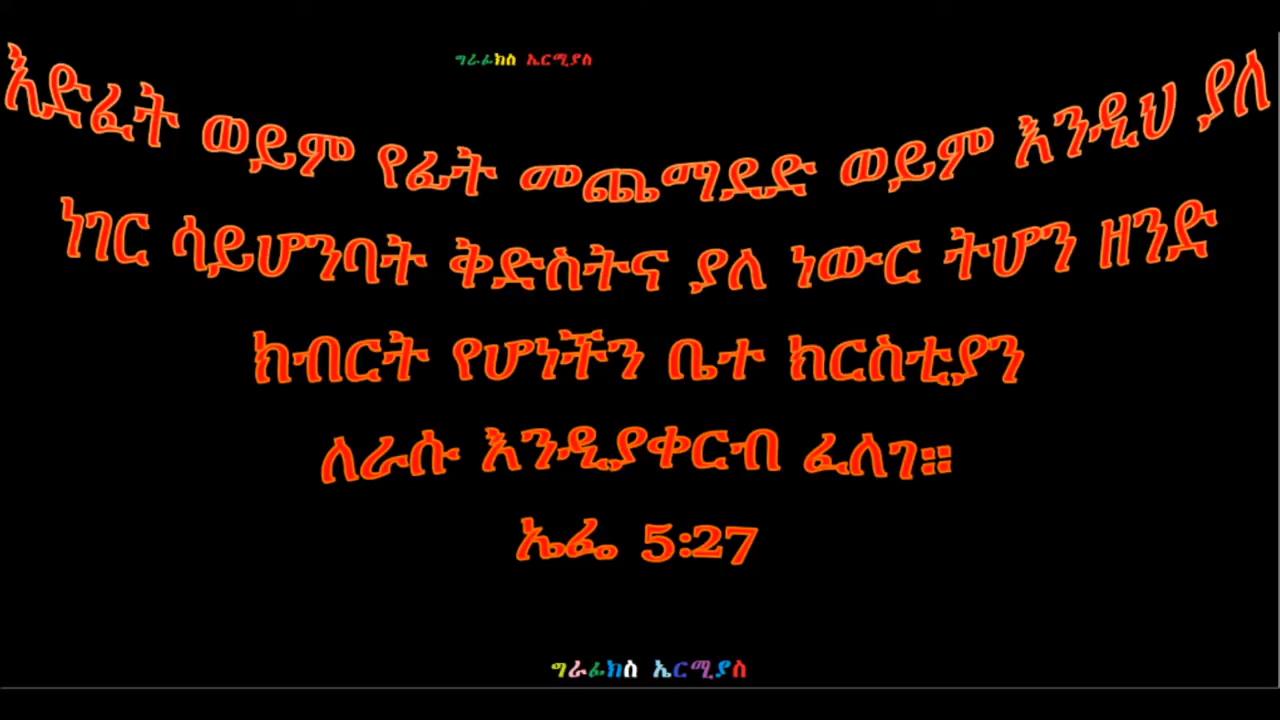 ግራፊክስ ኤርሚያስ
እድፈት ወይም የፊት መጨማደድ ወይም እንዲህ ያለ
ነገር ሳይሆንባት ቅድስትና ያለ ነውር ትሆን ዘንድ
ክብርት የሆነችን ቤተ ክርስቲያን
ለራሱ እንዲያቀርብ ፈለገ።
ኤፌ 5:27
ግራፊክስ ኤርሚያስ